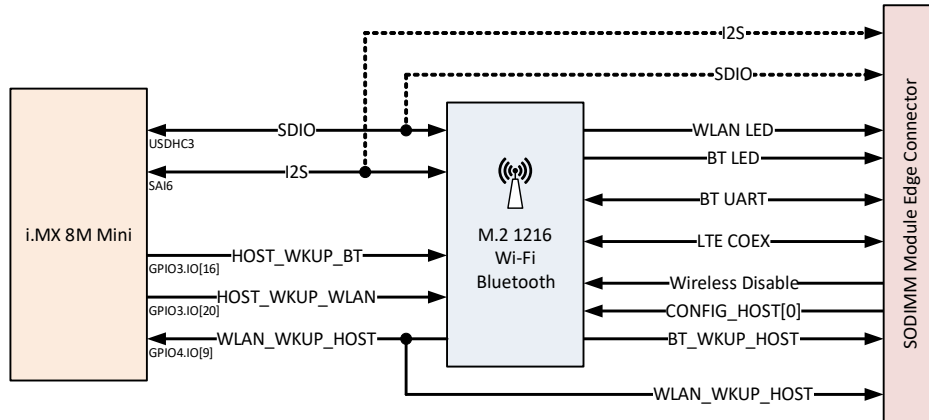 I2S
SDIO
SDIO
USDHC3
I2S
SAI6
i.MX 8M Mini
HOST_WKUP_BT
GPIO3.IO[16]
HOST_WKUP_WLAN
GPIO3.IO[20]
WLAN_WKUP_HOST
GPIO4.IO[9]
M.2 1216
Wi-Fi
Bluetooth
WLAN LED
BT LED
BT UART
LTE COEX
Wireless Disable
CONFIG_HOST[0]
BT_WKUP_HOST
WLAN_WKUP_HOST
SODIMM Module Edge Connector